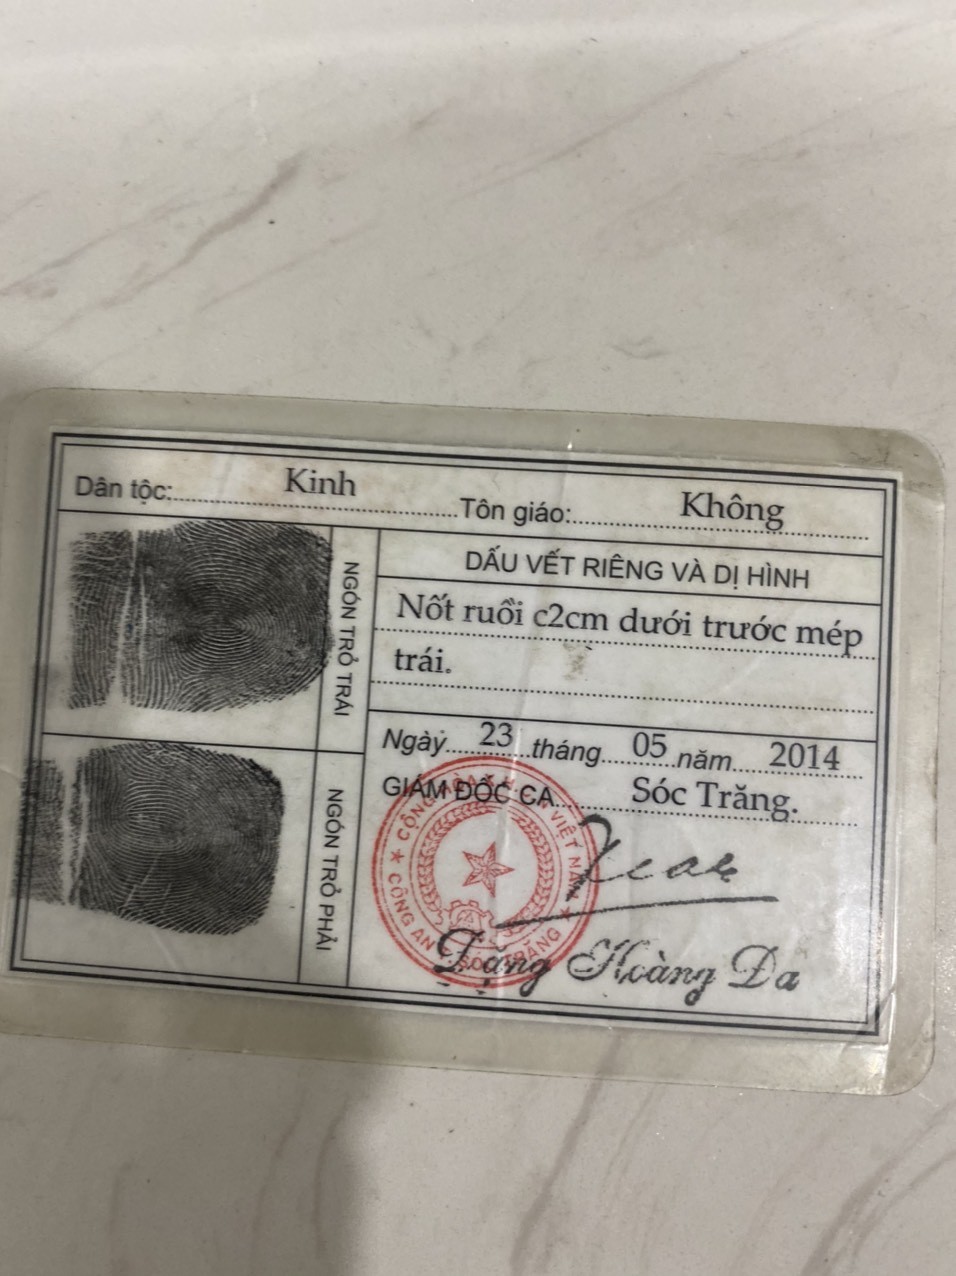 Dân tộc: Kinh Tôn giáo: Không
NGÓN TRỎ TRÁI
DẤU VẾT RIÊNG VÀ DỊ HÌNH
Nốt ruồi c2cm dưới trước mép
trái.
NGÓN TRỎ PHẢI
Ngày 23 tháng 05 năm 2014
GIÁM ĐỐC CA Sóc Trăng.
CÔNG AN
Đặng Hoàng Đa